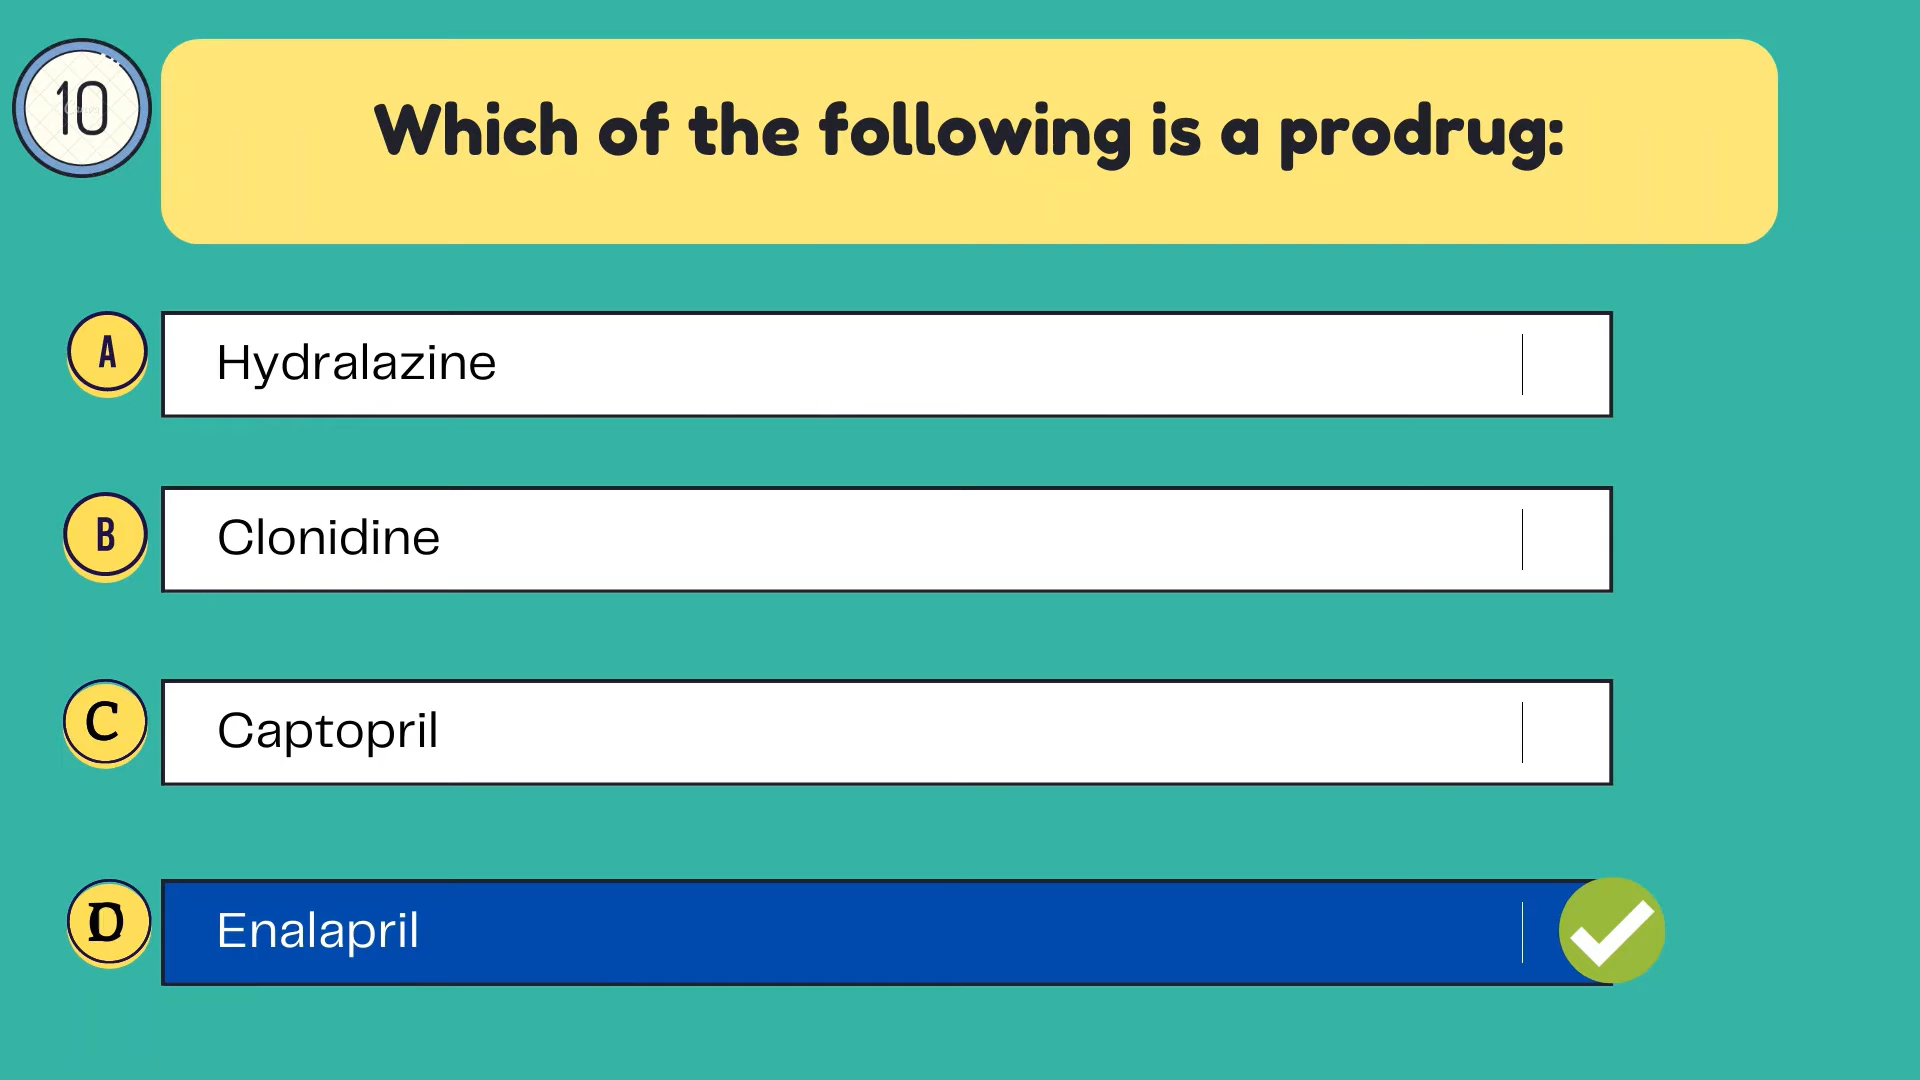 10
Which of the following is a prodrug:
A
Hydralazine
B
Clonidine
C
Captopril
D
Enalapril